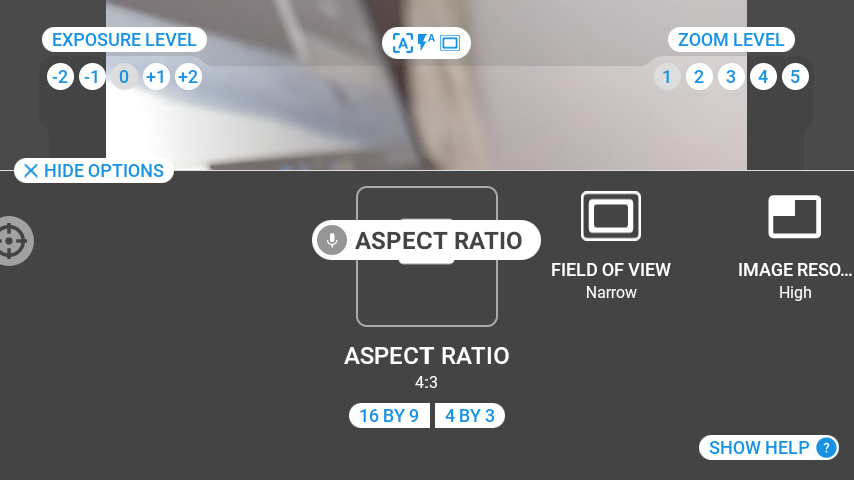 EXPOSURE LEVEL
A A
ZOOM LEVEL
-2 -1 0 +1 +2
1 2 3 4 5
HIDE OPTIONS
ASPECT RATIO
FIELD OF VIEW
Narrow
IMAGE RESO...
High
ASPECT RATIO
4:3
16 BY 9 4 BY 3
SHOW HELP ?